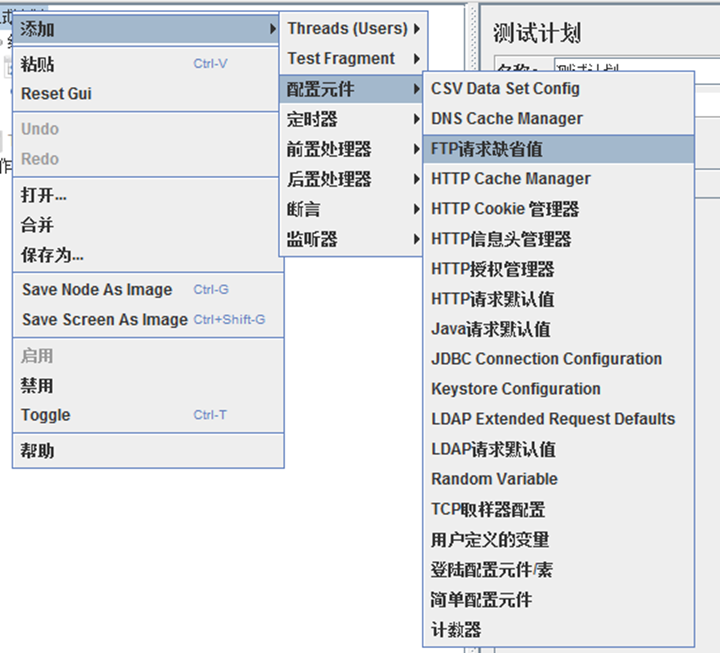 添加
粘贴 Ctrl-V
Reset Gui
Undo
Redo
打开...
合并
保存为...
Save Node As Image Ctrl-G
Save Screen As Image Ctrl+Shift-G
启用
禁用
Toggle Ctrl-T
帮助
Threads (Users)
Test Fragment
配置元件
定时器
前置处理器
后置处理器
断言
监听器
CSV Data Set Config
DNS Cache Manager
FTP请求缺省值
HTTP Cache Manager
HTTP Cookie 管理器
HTTP信息头管理器
HTTP授权管理器
HTTP请求默认值
Java请求默认值
JDBC Connection Configuration
Keystore Configuration
LDAP Extended Request Defaults
LDAP请求默认值
Random Variable
TCP取样器配置
用户定义的变量
登陆配置元件/素
简单配置元件
计数器
测试计划
名称: 测试计划